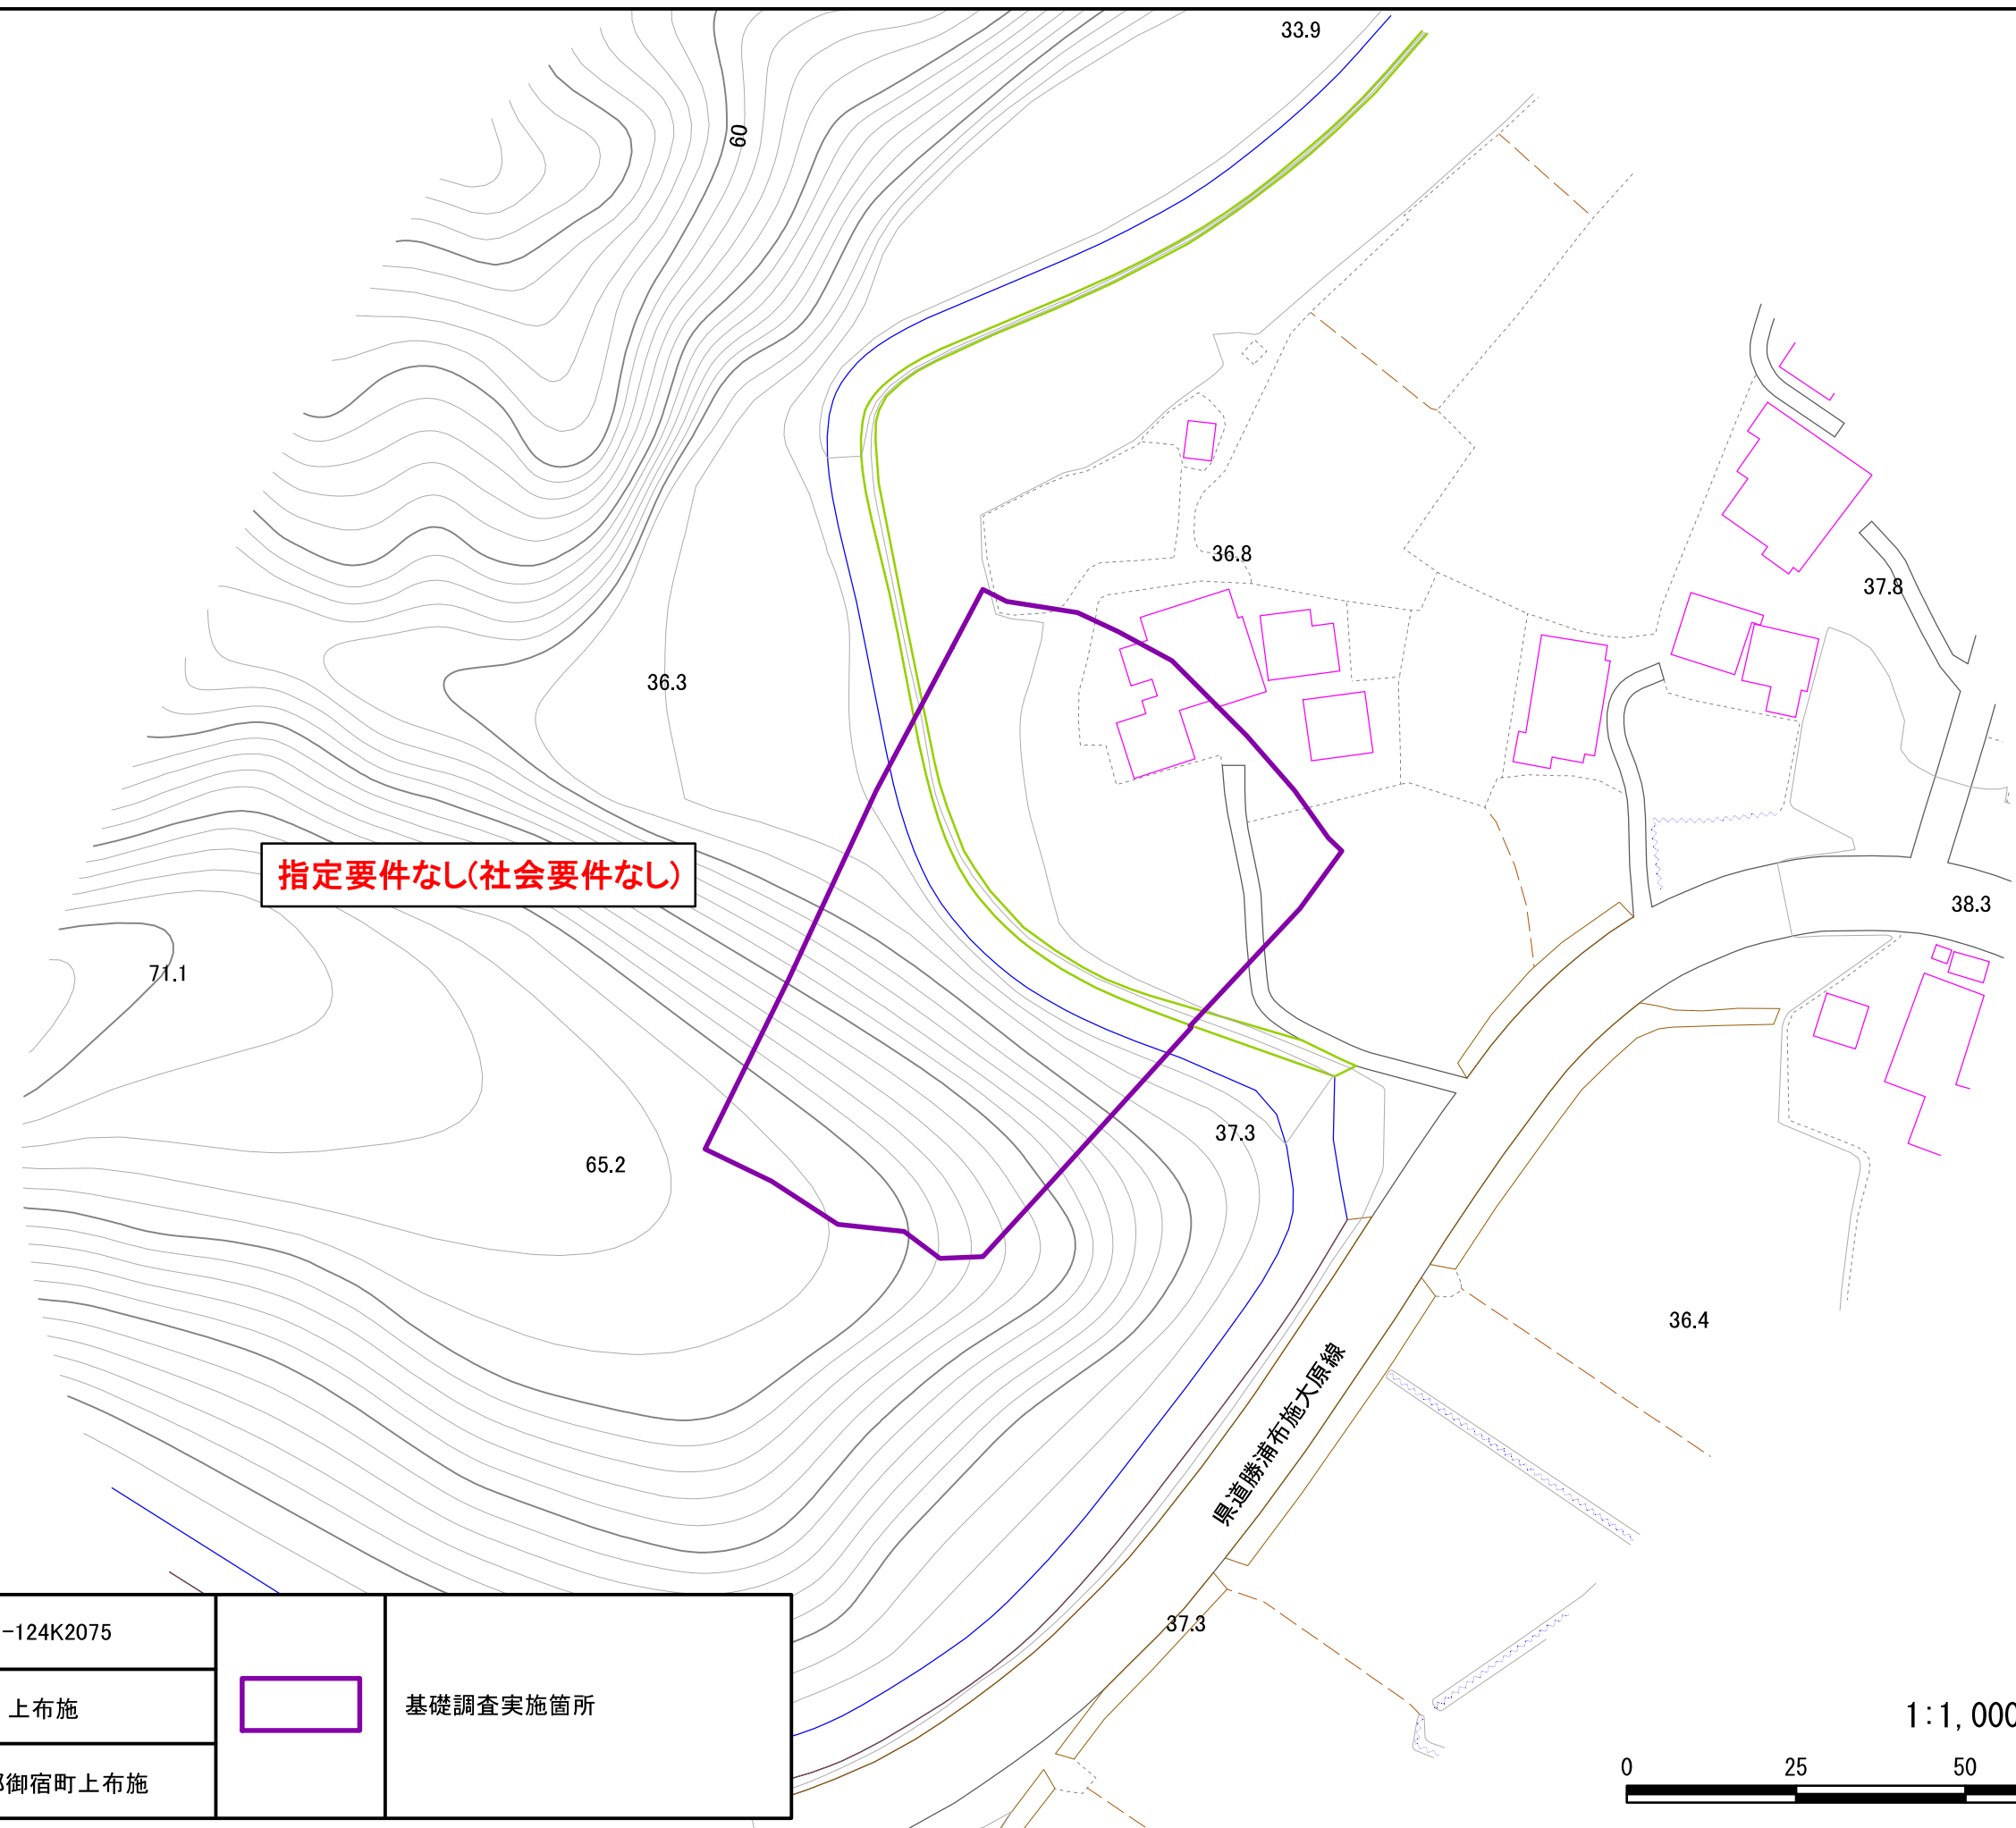 33.9
60
36.8
37.8
36.3
指定要件なし(社会要件なし)
38.3
71.1
37.3
65.2
36.4
県道勝浦布施大原線
37.3
-124K2075
上布施
御宿町上布施
基礎調査実施箇所
1:1,000
0 25 50